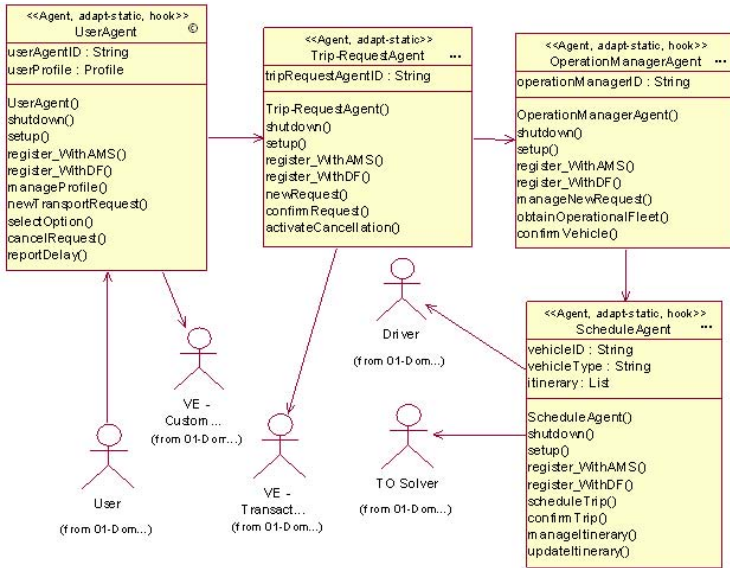 <<Agent, adapt-static, hook>>
UserAgent ©
userAgentID : String
userProfile : Profile
UserAgent()
shutdown()
setup()
register_WithAMS()
register_WithDF()
manageProfile()
newTransportRequest()
selectOption()
cancelRequest()
reportDelay()
<<Agent, adapt-static>>
Trip-RequestAgent ...
tripRequestAgentID : String
Trip-RequestAgent()
shutdown()
setup()
register_WithAMS()
register_WithDF()
newRequest()
confirmRequest()
activateCancellation()
<<Agent, adapt-static, hook>>
OperationManagerAgent ...
operationManagerID : String
OperationManagerAgent()
shutdown()
setup()
register_WithAMS()
register_WithDF()
manageNewRequest()
obtainOperationalFleet()
confirmVehicle()
<<Agent, adapt-static, hook>>
ScheduleAgent ...
vehicleID : String
vehicleType : String
itinerary : List
ScheduleAgent()
shutdown()
setup()
register_WithAMS()
register_WithDF()
scheduleTrip()
confirmTrip()
manageItinerary()
updateItinerary()
Driver
(from 01-Dom...)
VE -
Custom ...
(from 01-Dom...)
User
(from 01-Dom...)
VE -
Transact...
(from 01-Dom...)
TO Solver
(from 01-Dom...)